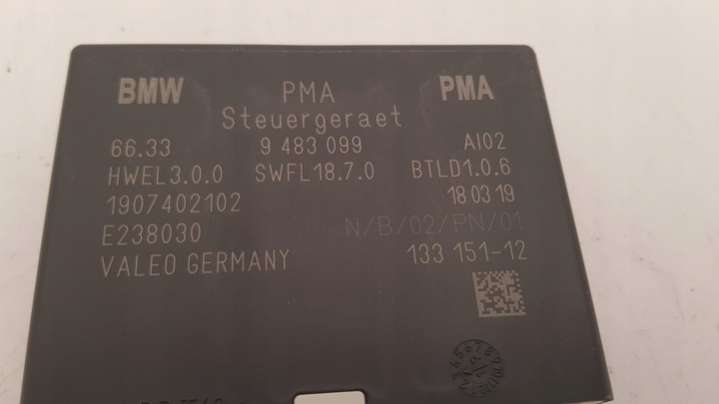 BMW PMA PMA
Steuergeraet
66.33 9 483 099 AI02
HWEL3.0.0 SWFL18.7.0 BTLD1.0.6
1907402102 18 03 19
E238030 N/B/02/PN/01
VALEO GERMANY 133 151-12